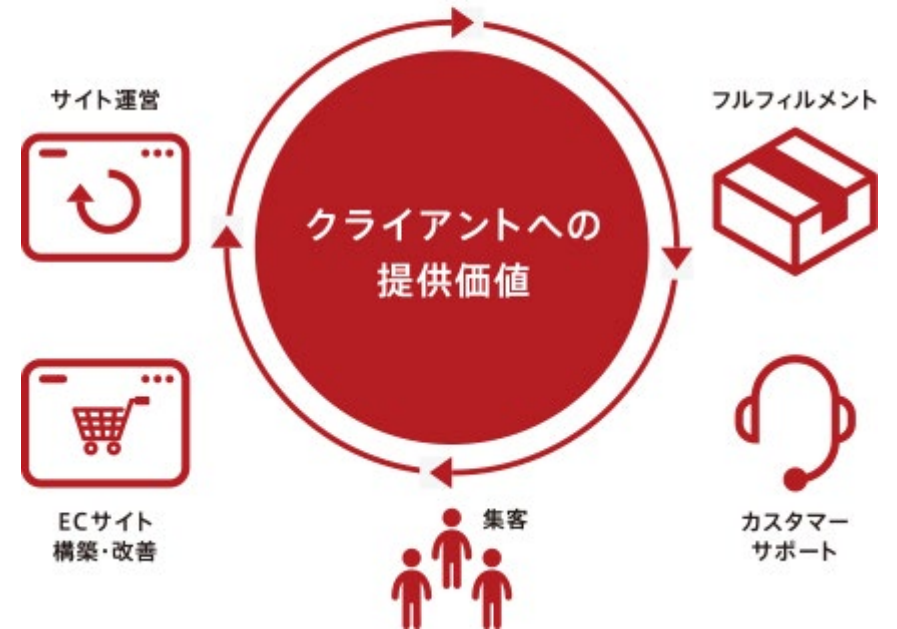 サイト運営
フルフィルメント
クライアントへの
提供価値
ECサイト
構築・改善
集客
カスタマー
サポート